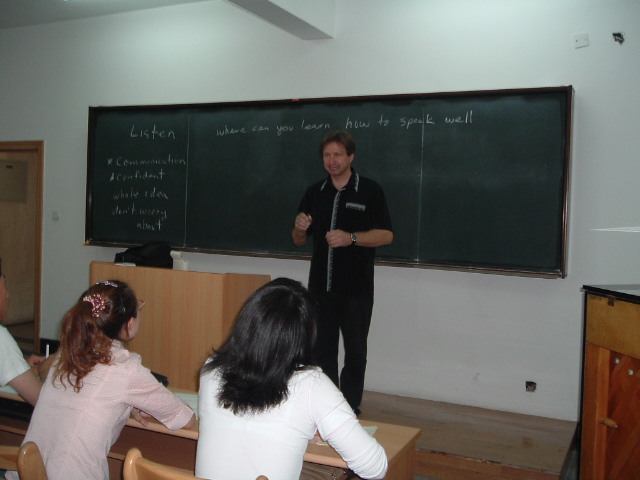 Listen
where can you learn how to speak well
* Communication
* Confident
whole idea
don't worry
about